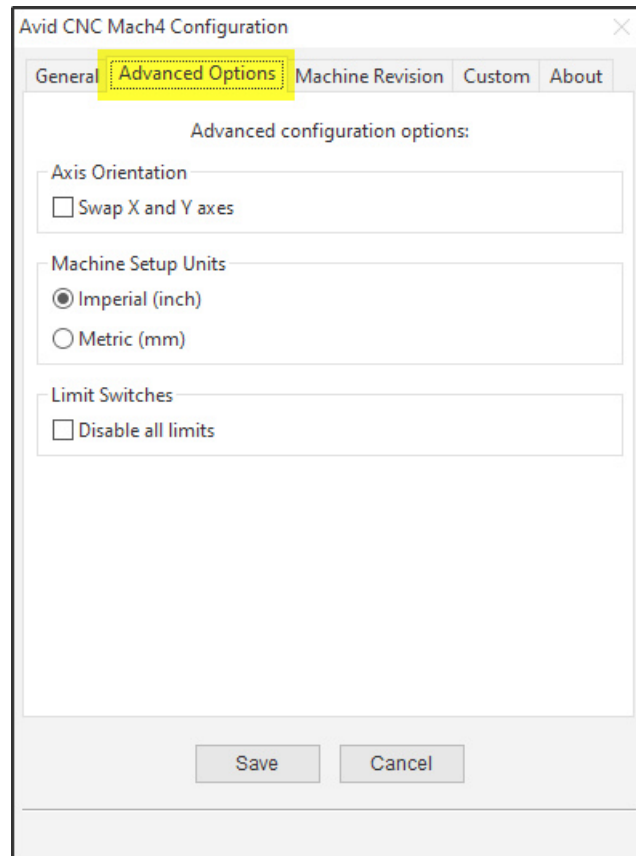 Avid CNC Mach4 Configuration
General Advanced Options Machine Revision Custom About
Advanced configuration options:
Axis Orientation
Swap X and Y axes
Machine Setup Units
Imperial (inch)
Metric (mm)
Limit Switches
Disable all limits
Save Cancel